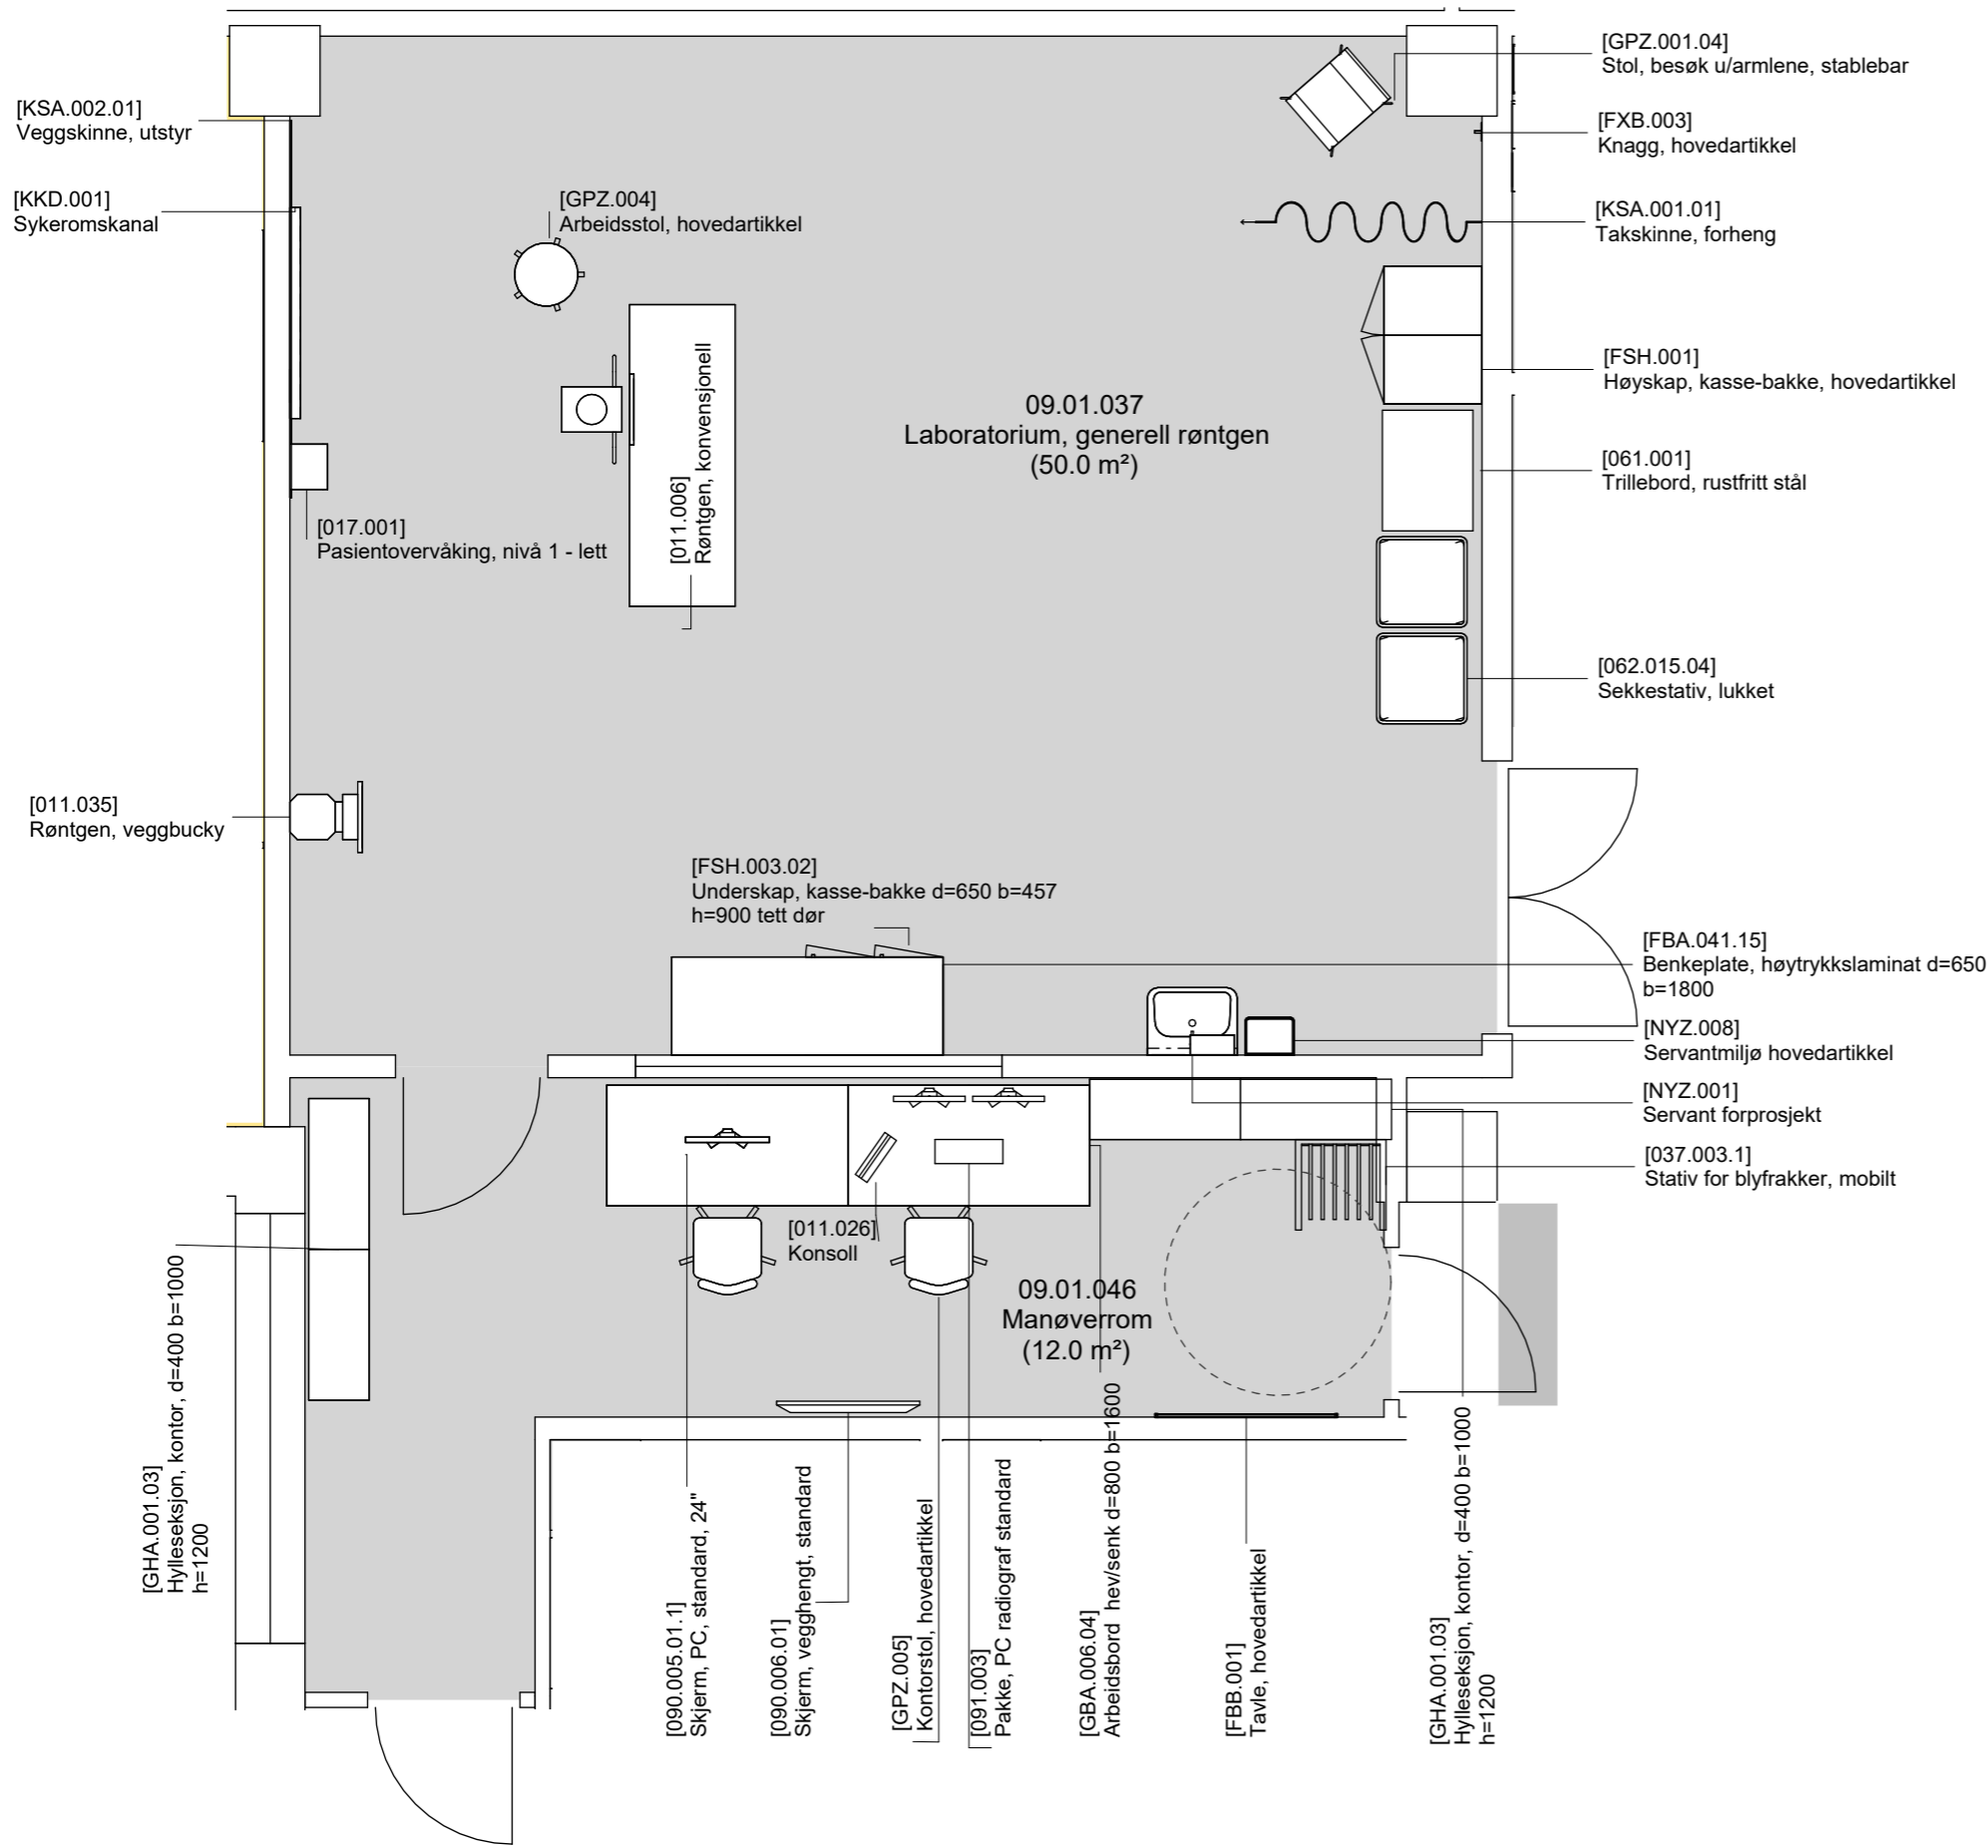 [GPZ.001.04]
Stol, besøk u/armlene, stablebar
[KSA.002.01]
Veggskinne, utstyr
[FXB.003]
Knagg, hovedartikkel
[KKD.001]
Sykeromskanal
[GPZ.004]
Arbeidsstol, hovedartikkel
[KSA.001.01]
Takskinne, forheng
[FSH.001]
Høyskap, kasse-bakke, hovedartikkel
09.01.037
Laboratorium, generell røntgen
(50.0 m²)
[011.006]
Røntgen, konvensjonell
[061.001]
Trillebord, rustfritt stål
[017.001]
Pasientovervåking, nivå 1 - lett
[062.015.04]
Sekkestativ, lukket
[011.035]
Røntgen, veggbucky
[FSH.003.02]
Underskap, kasse-bakke d=650 b=457
h=900 tett dør
[FBA.041.15]
Benkeplate, høytrykkslaminat d=650
b=1800
[NYZ.008]
Servantmiljø hovedartikkel
[NYZ.001]
Servant forprosjekt
[037.003.1]
Stativ for blyfrakker, mobilt
[011.026]
Konsoll
09.01.046
Manøverrom
(12.0 m²)
[GHA.001.03]
Hylleseksjon, kontor, d=400 b=1000
h=1200
[090.005.01.1]
Skjerm, PC, standard, 24"
[090.006.01]
Skjerm, vegghengt, standard
[GPZ.005]
Kontorstol, hovedartikkel
[091.003]
Pakke, PC radiograf standard
[GBA.006.04]
Arbeidsbord hev/senk d=800 b=1600
[FBB.001]
Tavle, hovedartikkel
[GHA.001.03]
Hylleseksjon, kontor, d=400 b=1000
h=1200